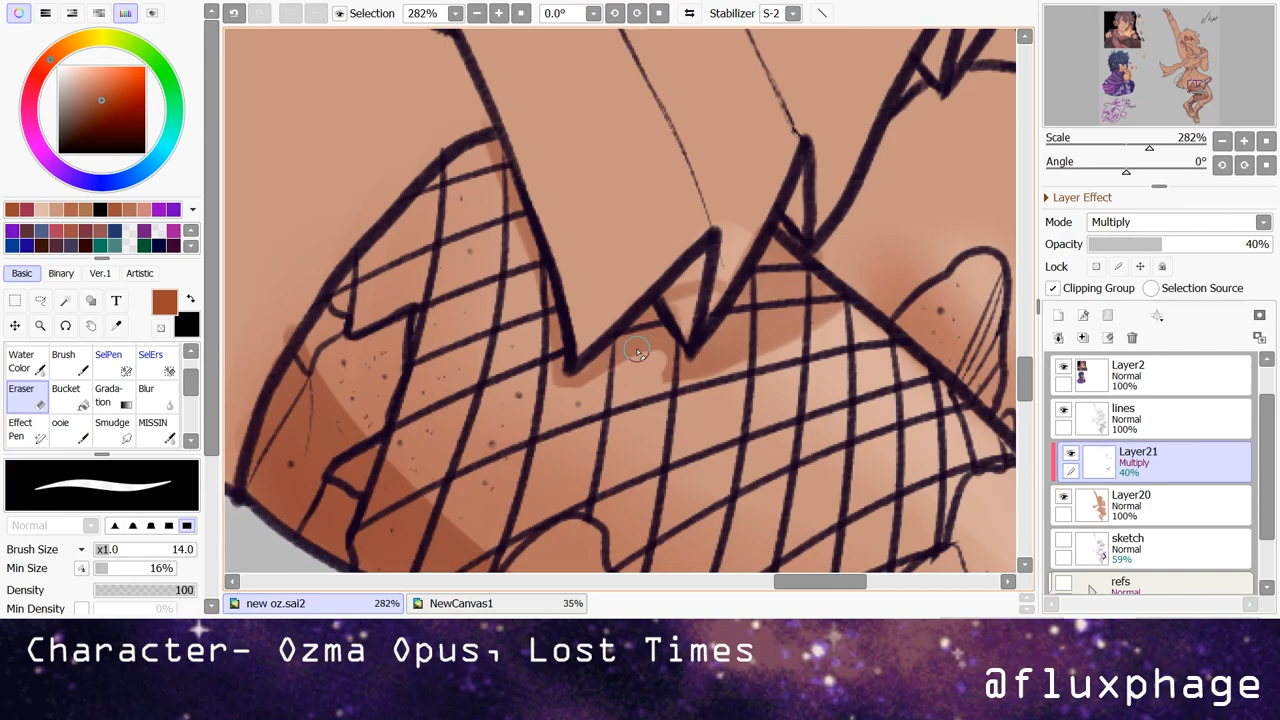 Selection 282% 0.0° Stabilizer S-2
Scale 282%
Angle 0°
Layer Effect
Mode Multiply
Opacity 40%
Lock
Clipping Group Selection Source
Basic Binary Ver.1 Artistic
T
Water Color Brush SelPen SelErs
Eraser Bucket Gradation Blur
Effect Pen ooie Smudge MISSIN
Normal
Brush Size x1.0 14.0
Min Size 16%
Density 100
Min Density 0%
Layer2
Normal
100%
lines
Normal
100%
Layer21
Multiply
40%
Layer20
Normal
100%
sketch
Normal
59%
refs
Normal
new oz.sai2 282% NewCanvas1 35%
Character- Ozma Opus, Lost Times
@fluxphage